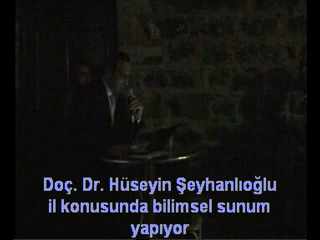 Doç. Dr. Hüseyin Şeyhanlıoğlu
il konusunda bilimsel sunum
yapıyor